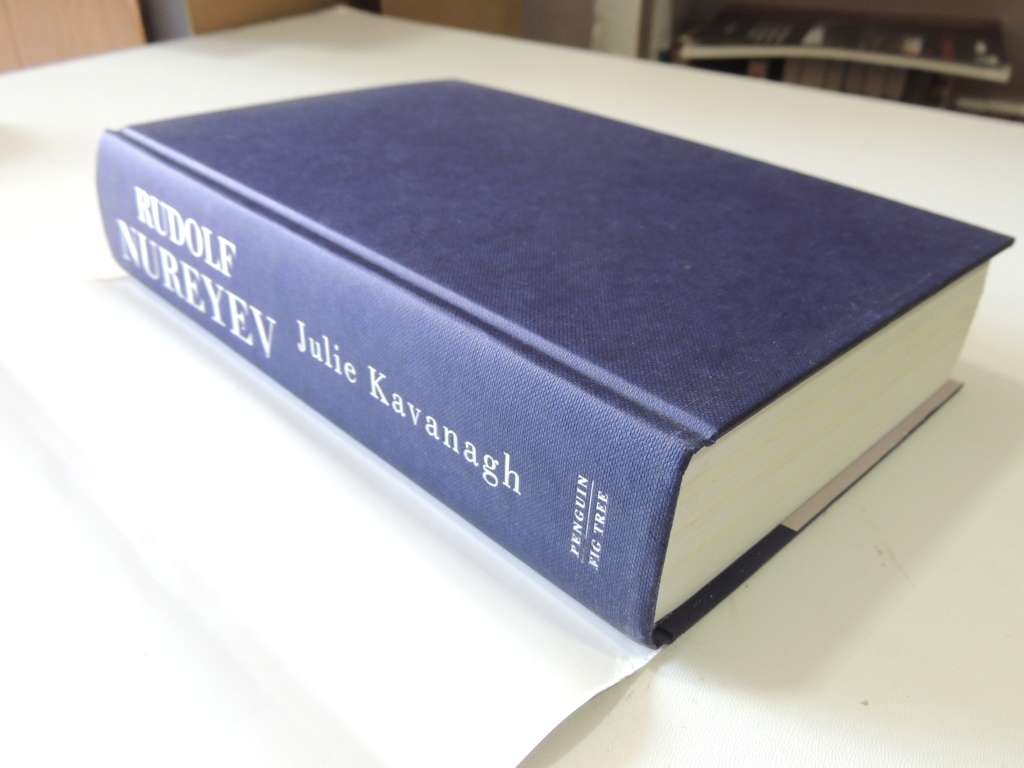 RUDOLF
NUREYEV
Julie Kavanagh
PENGUIN
FIG TREE